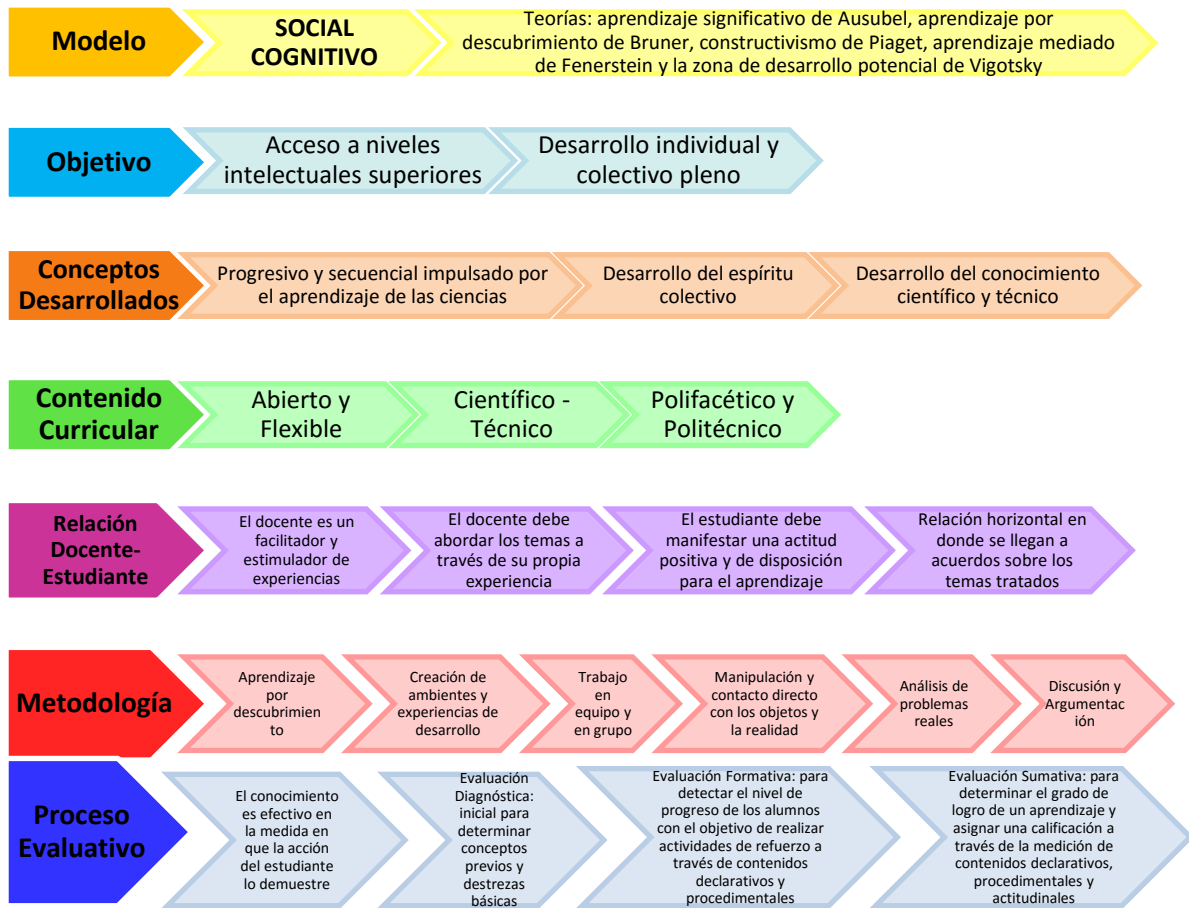 Modelo
SOCIAL
COGNITIVO
Teorías: aprendizaje significativo de Ausubel, aprendizaje por
descubrimiento de Bruner, constructivismo de Piaget, aprendizaje mediado
de Fenerstein y la zona de desarrollo potencial de Vigotsky
Objetivo
Acceso a niveles
intelectuales superiores
Desarrollo individual y
colectivo pleno
Conceptos
Desarrollados
Progresivo y secuencial impulsado por
el aprendizaje de las ciencias
Desarrollo del espíritu
colectivo
Desarrollo del conocimiento
científico y técnico
Contenido
Curricular
Abierto y
Flexible
Científico -
Técnico
Polifacético y
Politécnico
Relación
Docente-
Estudiante
El docente es un
facilitador y
estimulador de
experiencias
El docente debe
abordar los temas a
través de su propia
experiencia
El estudiante debe
manifestar una actitud
positiva y de disposición
para el aprendizaje
Relación horizontal en
donde se llegan a
acuerdos sobre los
temas tratados
Metodología
Aprendizaje
por
descubrimien
to
Creación de
ambientes y
experiencias de
desarrollo
Trabajo
en
equipo y
en grupo
Manipulación y
contacto directo
con los objetos y
la realidad
Análisis de
problemas
reales
Discusión y
Argumentac
ión
Proceso
Evaluativo
El conocimiento
es efectivo en
la medida en
que la acción
del estudiante
lo demuestre
Evaluación
Diagnóstica:
inicial para
determinar
conceptos
previos y
destrezas
básicas
Evaluación Formativa: para
detectar el nivel de
progreso de los alumnos
con el objetivo de realizar
actividades de refuerzo a
través de contenidos
declarativos y
procedimentales
Evaluación Sumativa: para
determinar el grado de
logro de un aprendizaje y
asignar una calificación a
través de la medición de
contenidos declarativos,
procedimentales y
actitudinales